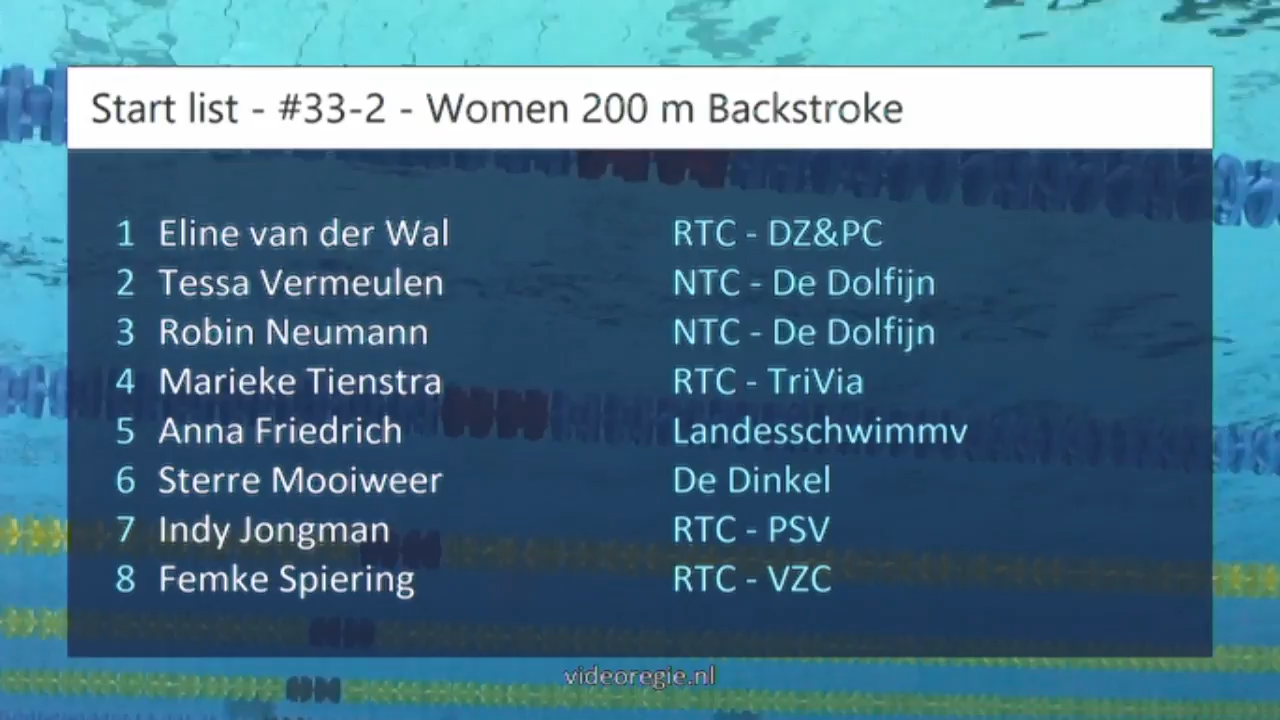 Start list - #33-2 - Women 200 m Backstroke
1 Eline van der Wal RTC - DZ&PC
2 Tessa Vermeulen NTC - De Dolfijn
3 Robin Neumann NTC - De Dolfijn
4 Marieke Tienstra RTC - TriVia
5 Anna Friedrich Landesschwimmv
6 Sterre Mooiweer De Dinkel
7 Indy Jongman RTC - PSV
8 Femke Spiering RTC - VZC
videoregie.nl